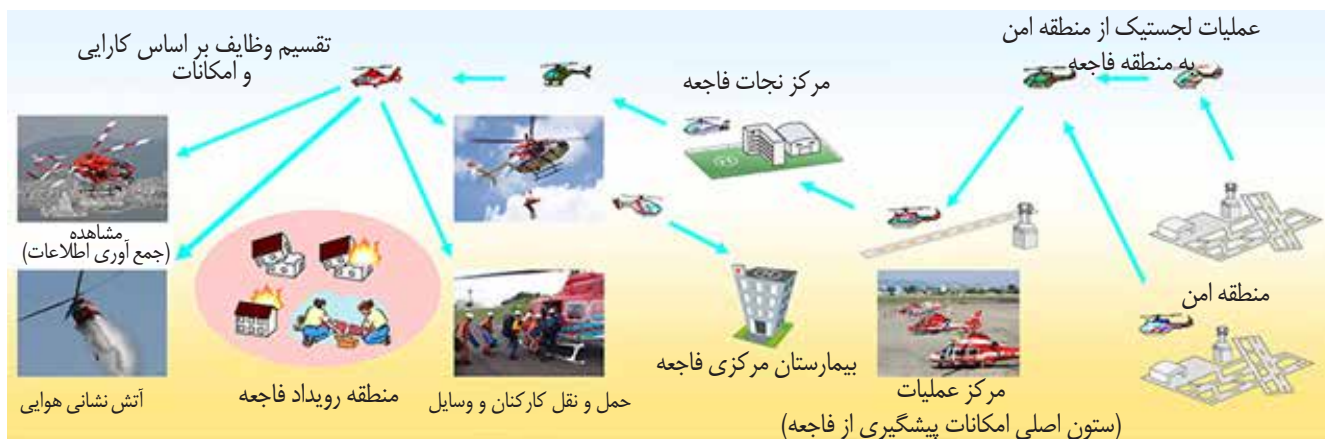 عملیات لجستیک از منطقه امن
به منطقه فاجعه
منطقه امن
مرکز نجات فاجعه
مرکز عملیات
(ستون اصلی امکانات پیشگیری از فاجعه)
بیمارستان مرکزی فاجعه
تقسیم وظایف بر اساس کارایی
و امکانات
حمل و نقل کارکنان و وسایل
منطقه رویداد فاجعه
مشاهده
(جمع آوری اطلاعات)
آتش نشانی هوایی